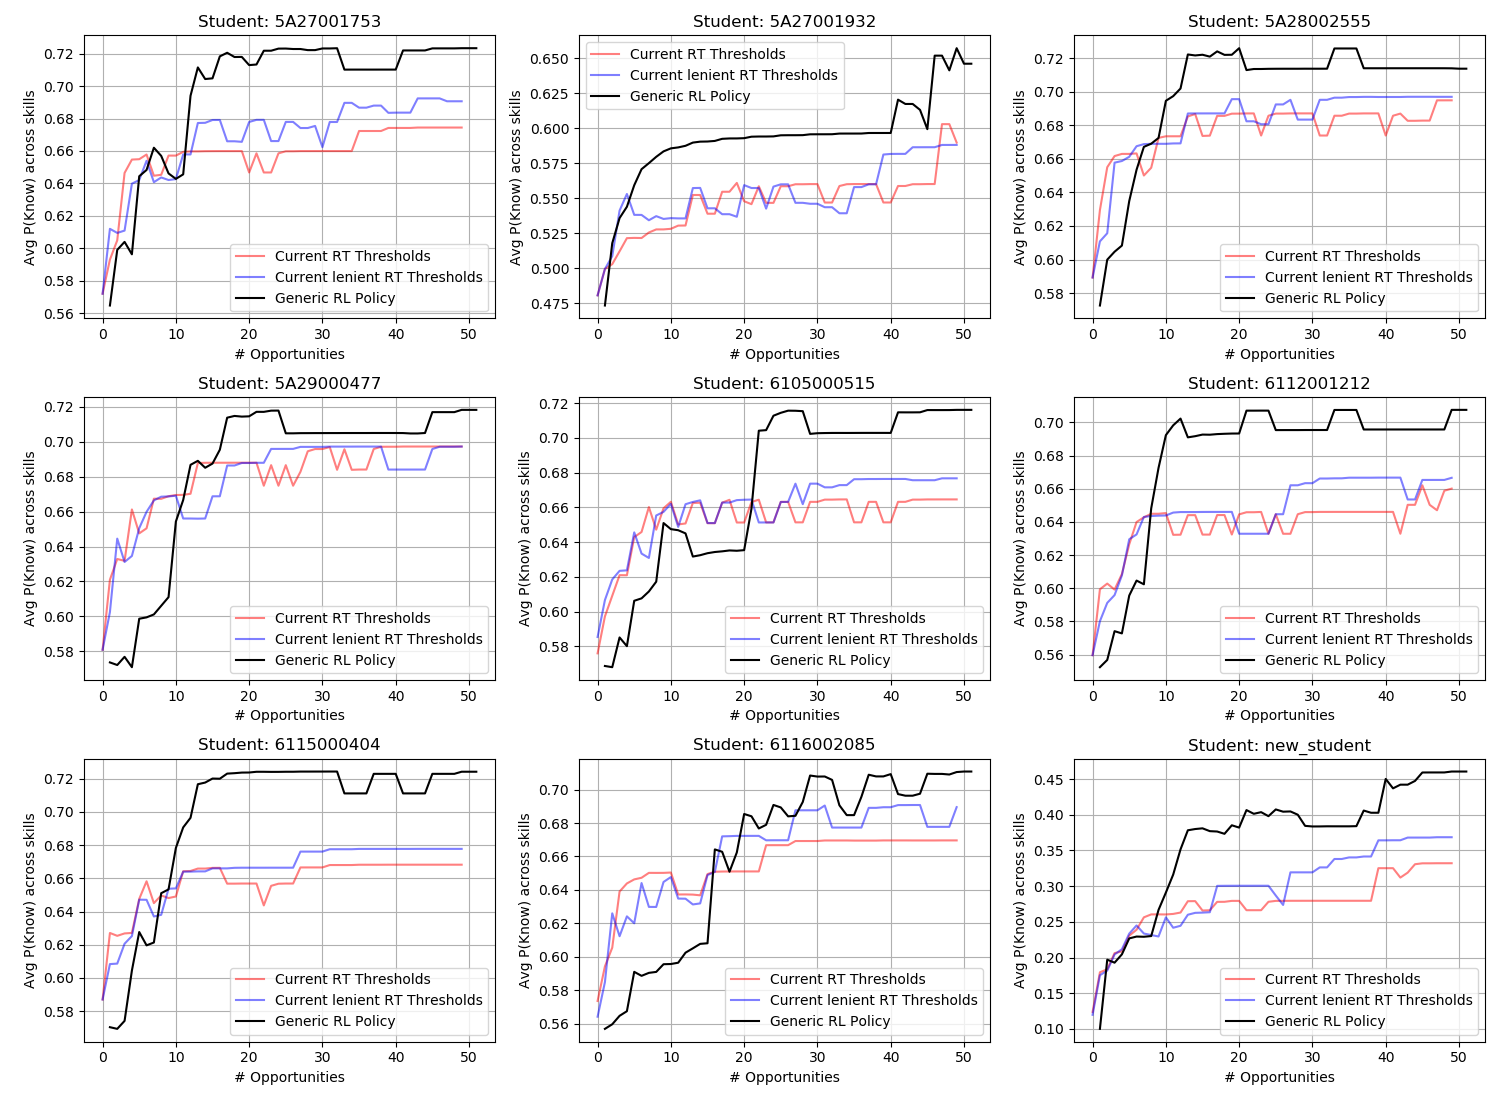 Student: 5A27001753
Avg P(Know) across skills
0.72
0.70
0.68
0.66
0.64
0.62
0.60
0.58
0.56
Current RT Thresholds
Current lenient RT Thresholds
Generic RL Policy
0 10 20 30 40 50
# Opportunities
Student: 5A27001932
Avg P(Know) across skills
0.650
0.625
0.600
0.575
0.550
0.525
0.500
0.475
Current RT Thresholds
Current lenient RT Thresholds
Generic RL Policy
0 10 20 30 40 50
# Opportunities
Student: 5A28002555
Avg P(Know) across skills
0.72
0.70
0.68
0.66
0.64
0.62
0.60
0.58
Current RT Thresholds
Current lenient RT Thresholds
Generic RL Policy
0 10 20 30 40 50
# Opportunities
Student: 5A29000477
Avg P(Know) across skills
0.72
0.70
0.68
0.66
0.64
0.62
0.60
0.58
Current RT Thresholds
Current lenient RT Thresholds
Generic RL Policy
0 10 20 30 40 50
# Opportunities
Student: 6105000515
Avg P(Know) across skills
0.72
0.70
0.68
0.66
0.64
0.62
0.60
0.58
Current RT Thresholds
Current lenient RT Thresholds
Generic RL Policy
0 10 20 30 40 50
# Opportunities
Student: 6112001212
Avg P(Know) across skills
0.70
0.68
0.66
0.64
0.62
0.60
0.58
0.56
Current RT Thresholds
Current lenient RT Thresholds
Generic RL Policy
0 10 20 30 40 50
# Opportunities
Student: 6115000404
Avg P(Know) across skills
0.72
0.70
0.68
0.66
0.64
0.62
0.60
0.58
Current RT Thresholds
Current lenient RT Thresholds
Generic RL Policy
0 10 20 30 40 50
# Opportunities
Student: 6116002085
Avg P(Know) across skills
0.70
0.68
0.66
0.64
0.62
0.60
0.58
0.56
Current RT Thresholds
Current lenient RT Thresholds
Generic RL Policy
0 10 20 30 40 50
# Opportunities
Student: new_student
Avg P(Know) across skills
0.45
0.40
0.35
0.30
0.25
0.20
0.15
0.10
Current RT Thresholds
Current lenient RT Thresholds
Generic RL Policy
0 10 20 30 40 50
# Opportunities